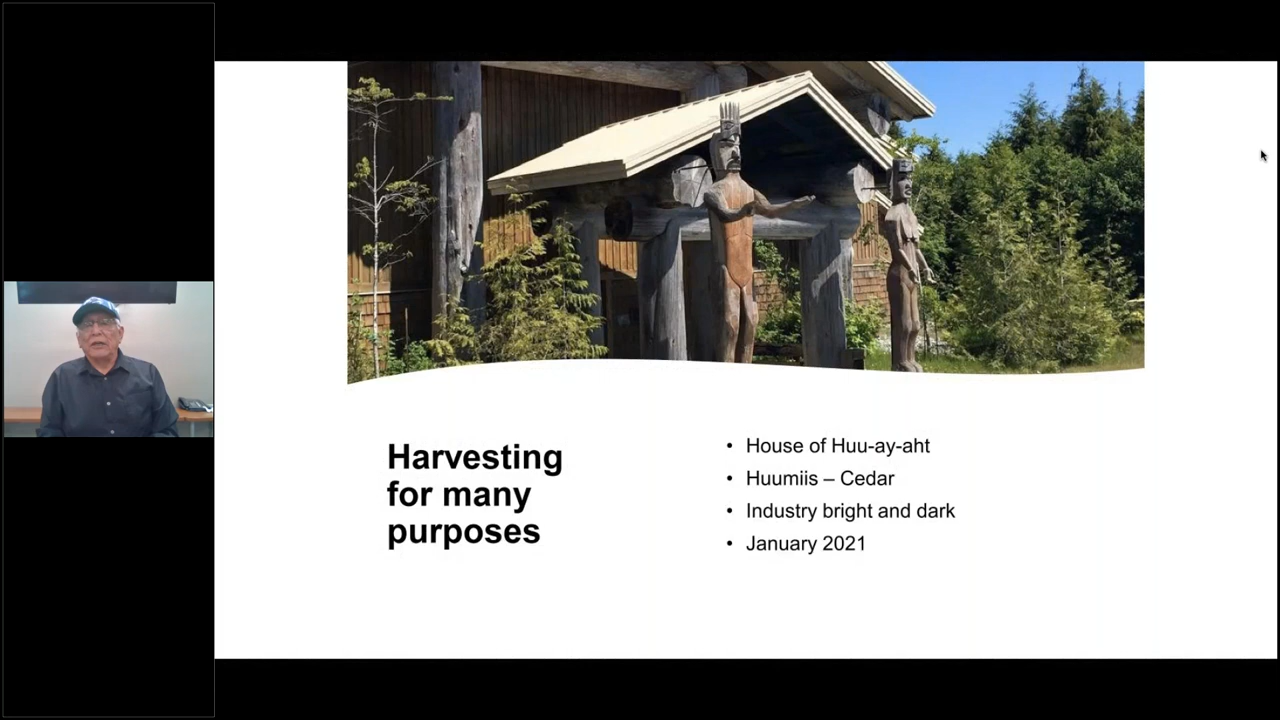 Harvesting
for many
purposes
• House of Huu-ay-aht
• Huumiis – Cedar
• Industry bright and dark
• January 2021